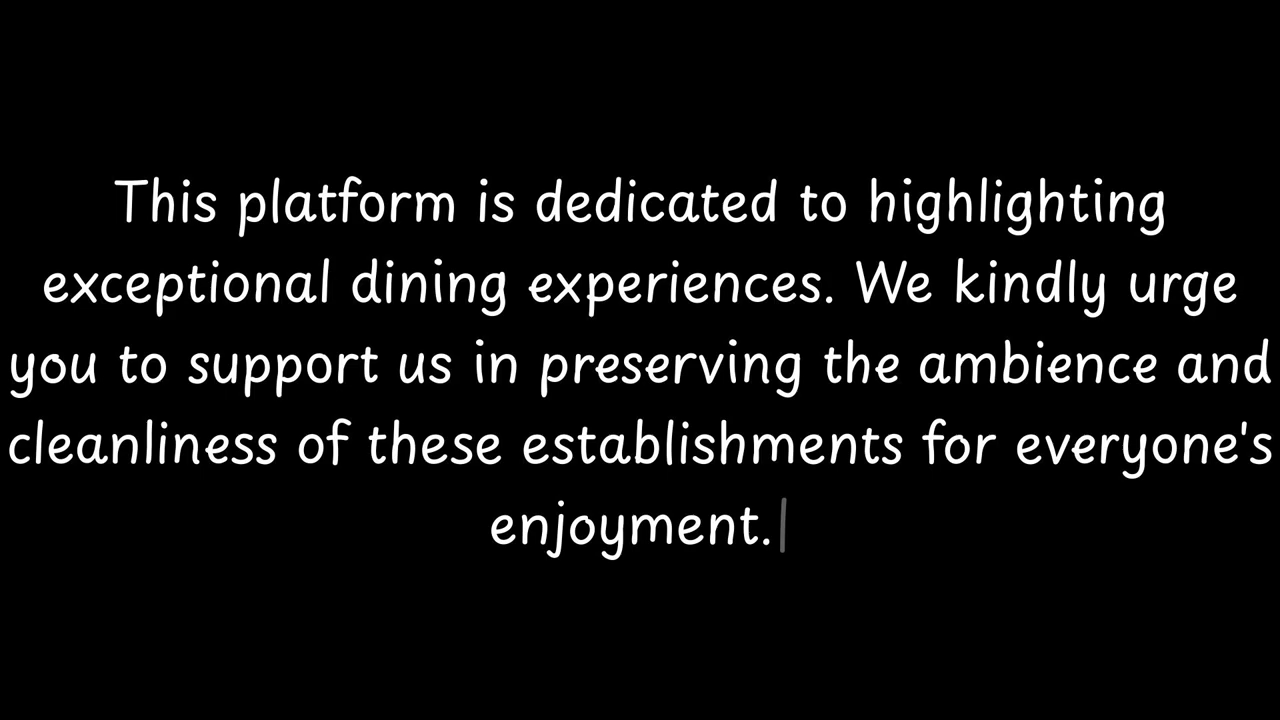 This platform is dedicated to highlighting
exceptional dining experiences. We kindly urge
you to support us in preserving the ambience and
cleanliness of these establishments for everyone's
enjoyment.